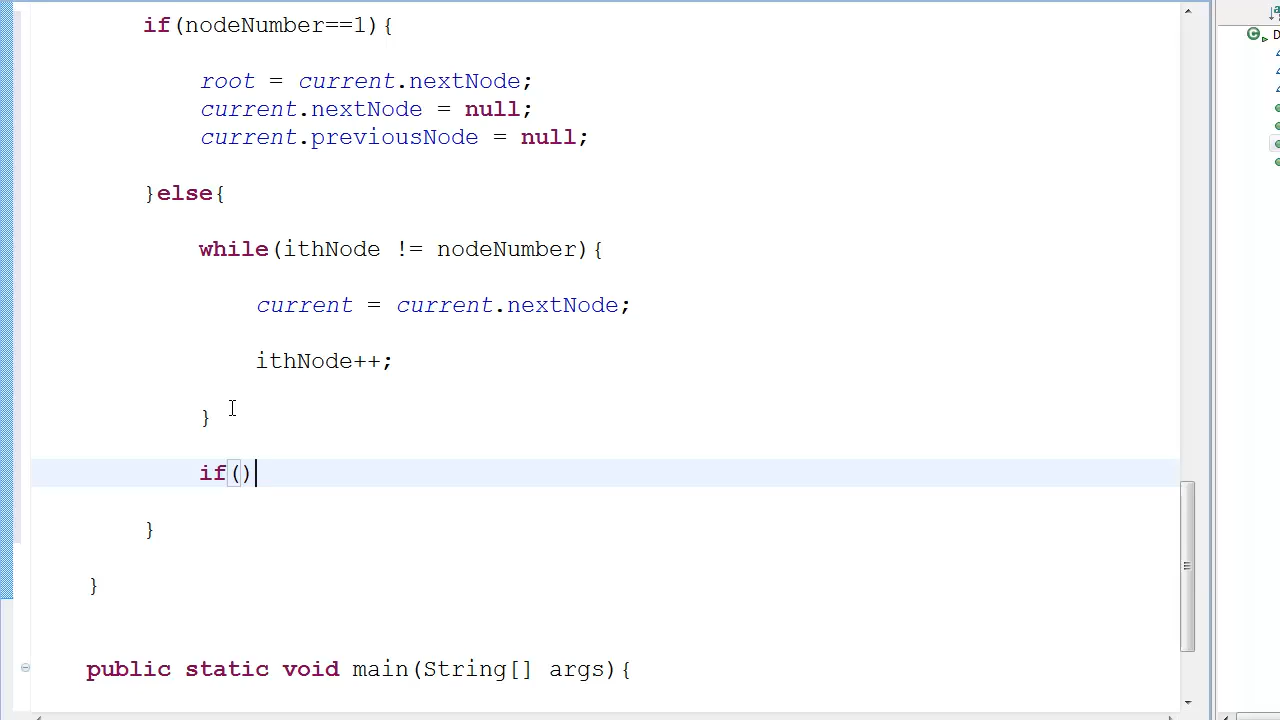 if(nodeNumber==1){
root = current.nextNode;
current.nextNode = null;
current.previousNode = null;
}else{
while(ithNode != nodeNumber){
current = current.nextNode;
ithNode++;
}
if()
}
}
public static void main(String[] args){